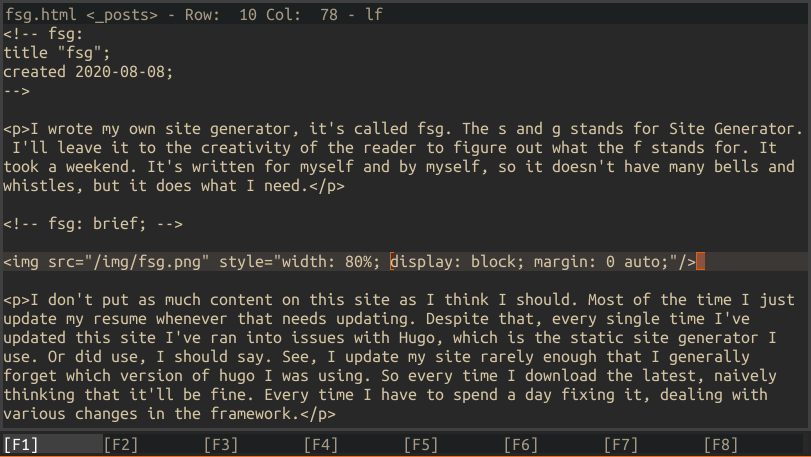 fsg.html <_posts> - Row:  10 Col:  78 - lf
<!-- fsg:
title "fsg";
created 2020-08-08;
-->
<p>I wrote my own site generator, it's called fsg. The s and g stands for Site Generator.
I'll leave it to the creativity of the reader to figure out what the f stands for. It
took a weekend. It's written for myself and by myself, so it doesn't have many bells and
whistles, but it does what I need.</p>
<!-- fsg: brief; -->
<img src="/img/fsg.png" style="width: 80%; display: block; margin: 0 auto;"/>
<p>I don't put as much content on this site as I think I should. Most of the time I just
update my resume whenever that needs updating. Despite that, every single time I've
updated this site I've ran into issues with Hugo, which is the static site generator I
use. Or did use, I should say. See, I update my site rarely enough that I generally
forget which version of hugo I was using. So every time I download the latest, naively
thinking that it'll be fine. Every time I have to spend a day fixing it, dealing with
various changes in the framework.</p>
[F1] [F2] [F3] [F4] [F5] [F6] [F7] [F8]